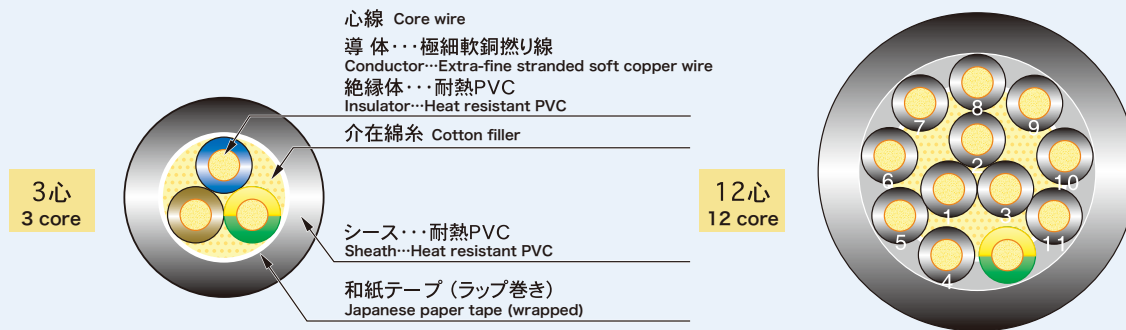 心線 Core wire
導 体･･･極細軟銅撚り線
Conductor･･･Extra-fine stranded soft copper wire
絶縁体･･･耐熱PVC
Insulator･･･Heat resistant PVC
介在綿糸 Cotton filler
3心
3 core
シース･･･耐熱PVC
Sheath･･･Heat resistant PVC
和紙テープ（ラップ巻き）
Japanese paper tape (wrapped)
12心
12 core
8
7
9
2
6
10
1
3
5
11
4